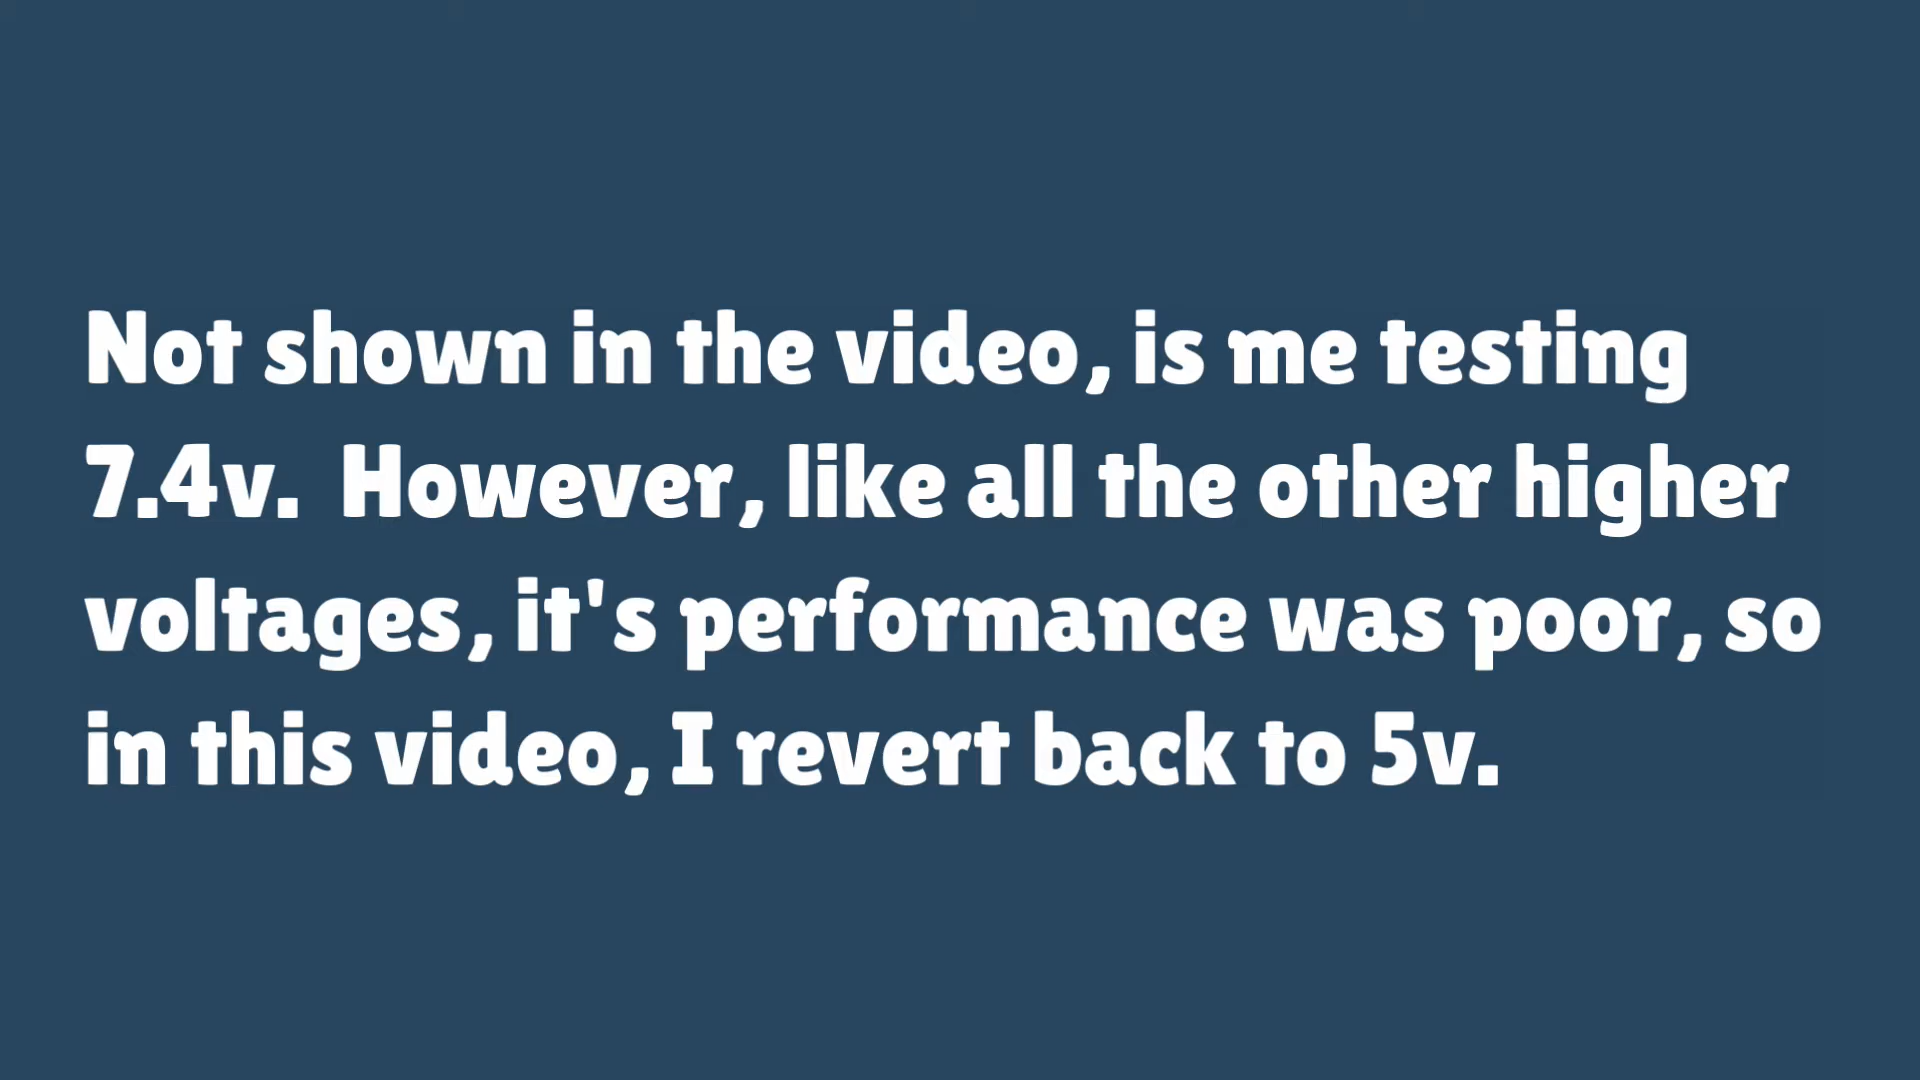 Not shown in the video, is me testing
7.4v.  However, like all the other higher
voltages, it's performance was poor, so
in this video, I revert back to 5v.